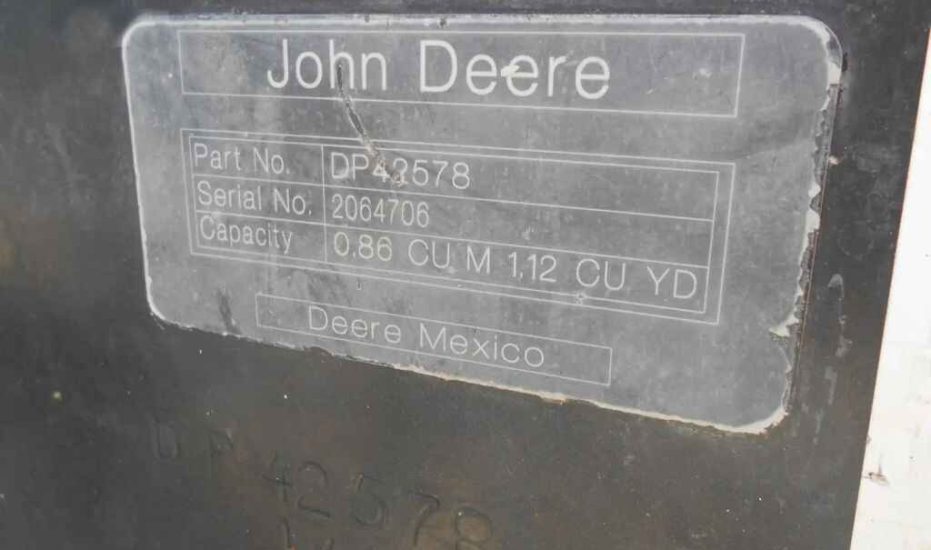 John Deere
Part No. DP42578
Serial No. 2064706
Capacity 0.86 CU M 1,12 CU YD
Deere Mexico
DP 42578